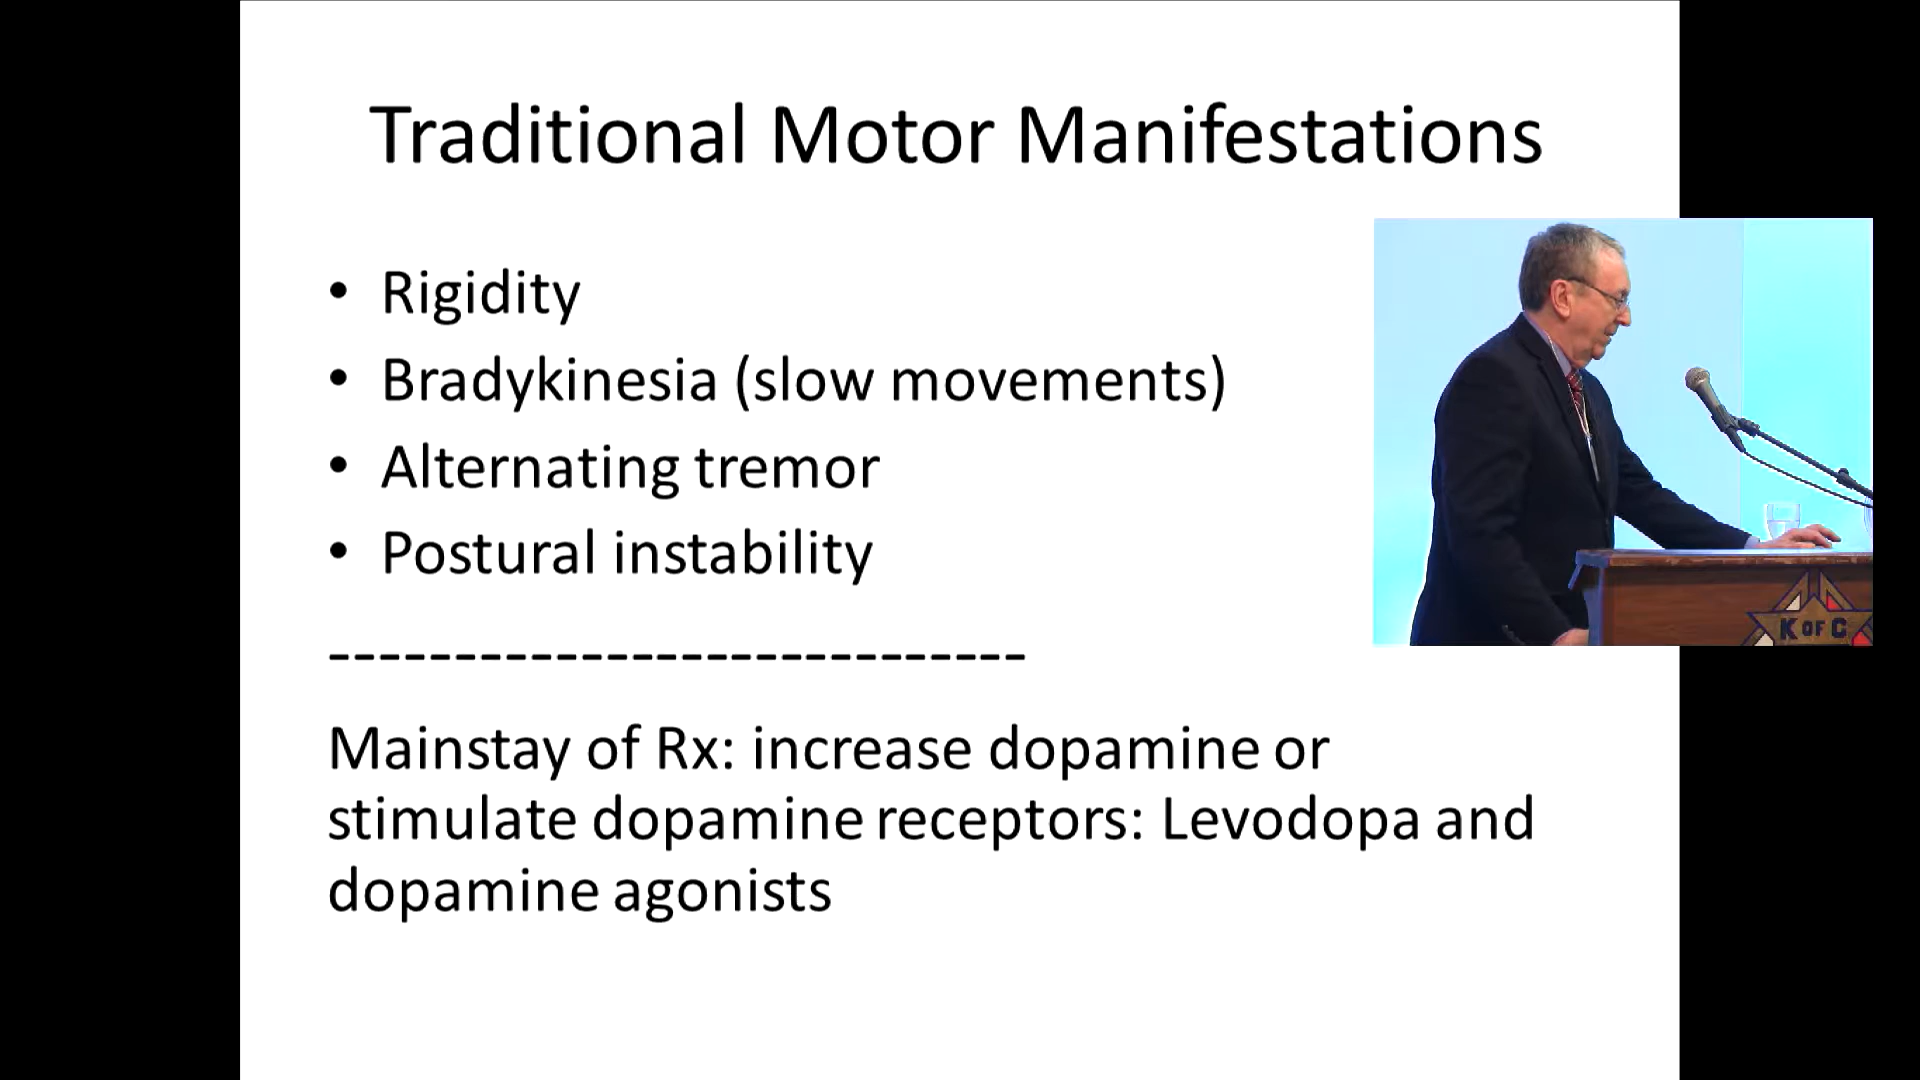 Traditional Motor Manifestations
• Rigidity
• Bradykinesia (slow movements)
• Alternating tremor
• Postural instability
----------------------------
Mainstay of Rx: increase dopamine or
stimulate dopamine receptors: Levodopa and
dopamine agonists
K OF C